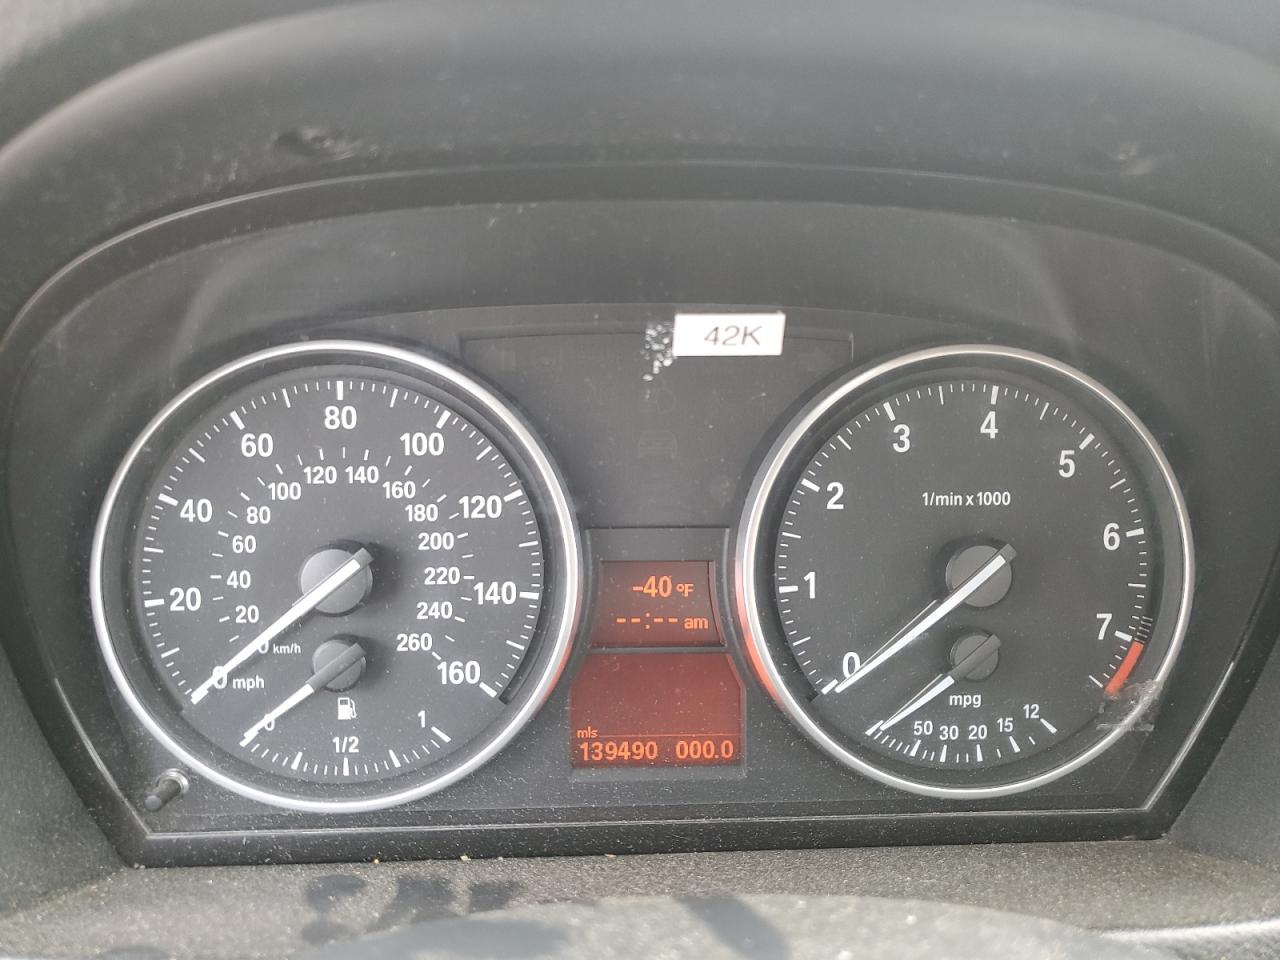 42K
0 20 40 60 80 100 120 140 160
mph
0 20 40 60 80 100 120 140 160 180 200 220 240 260
km/h
0 1/2 1
-40°F
--:-- am
mls
139490 000.0
0 1 2 3 4 5 6 7
1/min x 1000
mpg
50 30 20 15 12